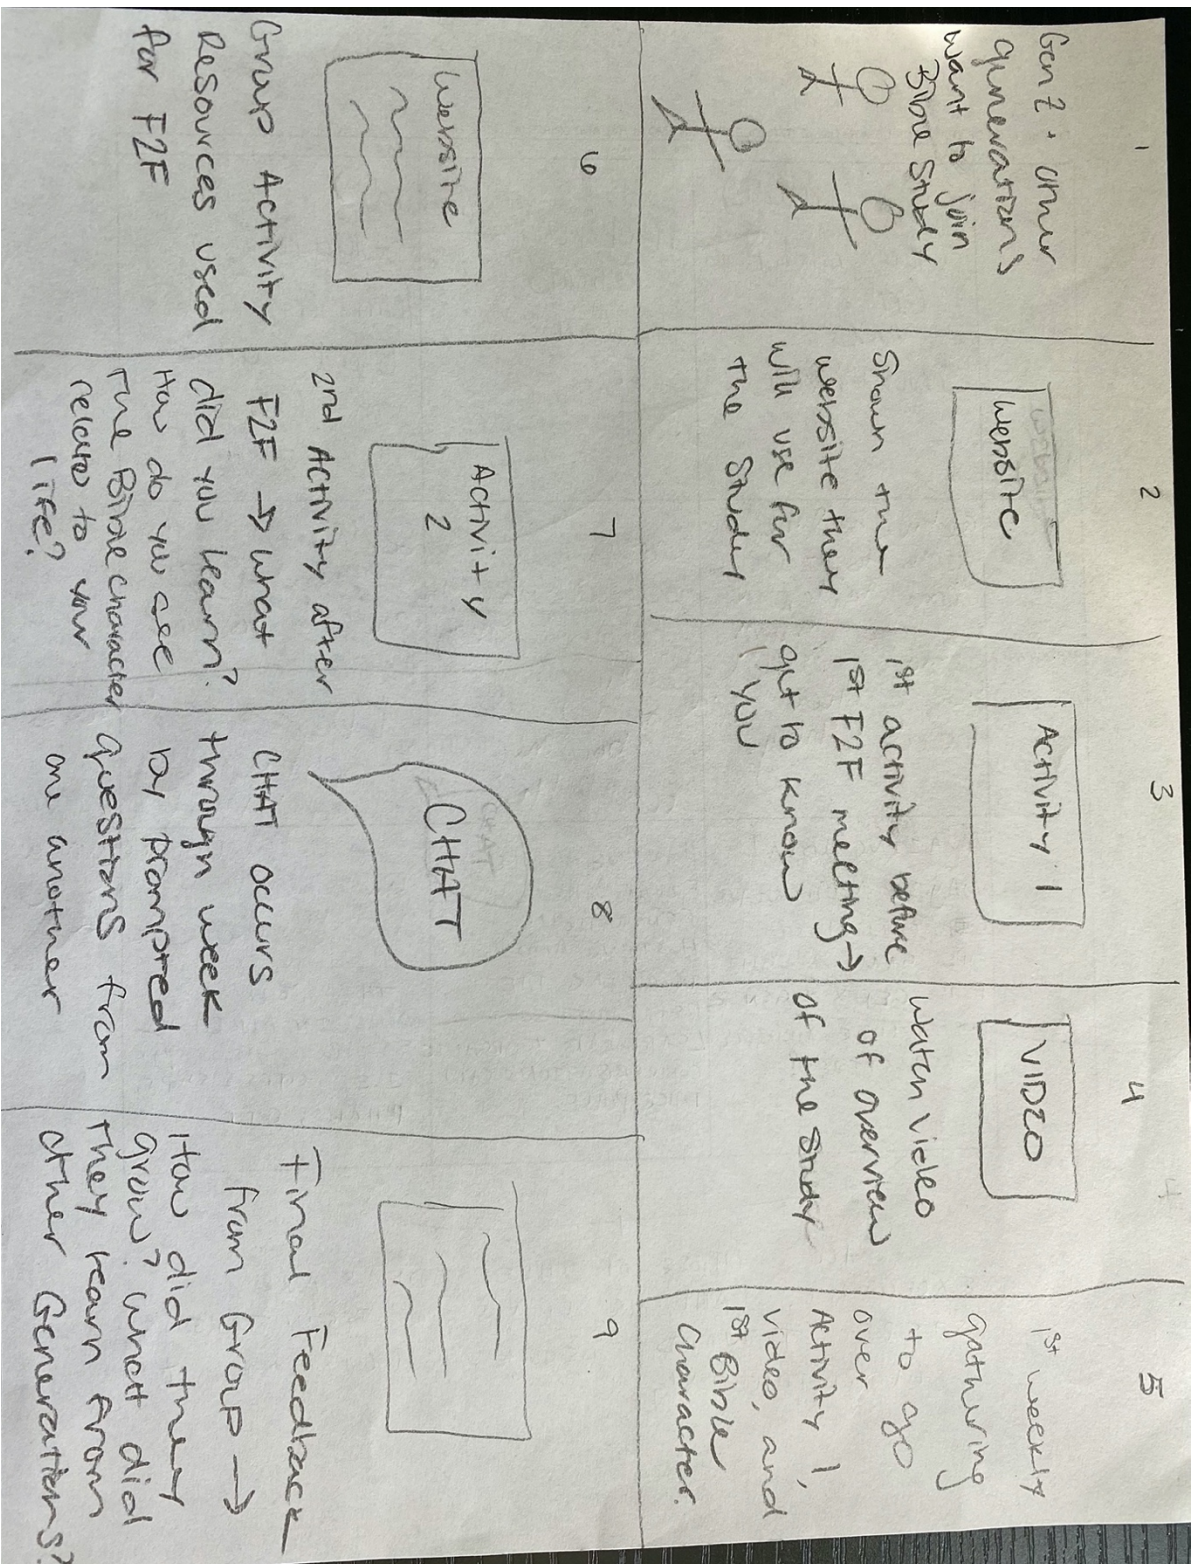 1
Gen Z + other
generations
want to join
Bible Study
2
Website
Shown the
website they
will use for
the Study
3
Activity 1
1st activity before
1st F2F meeting →
get to know
you
4
VIDEO
Watch video
of overview
of the study
5
1st weekly
gathering
to go
over
Activity 1,
video, and
1st Bible
Character.
6
Website
Group Activity
Resources used
for F2F
7
Activity
2
2nd Activity after
F2F → What
did you learn?
How do you see
the Bible character
relate to your
life?
8
CHAT
CHAT occurs
through week
by prompted
questions from
one another
9
Final Feedback
from Group →
How did they
grow? What did
they learn from
other Generations?